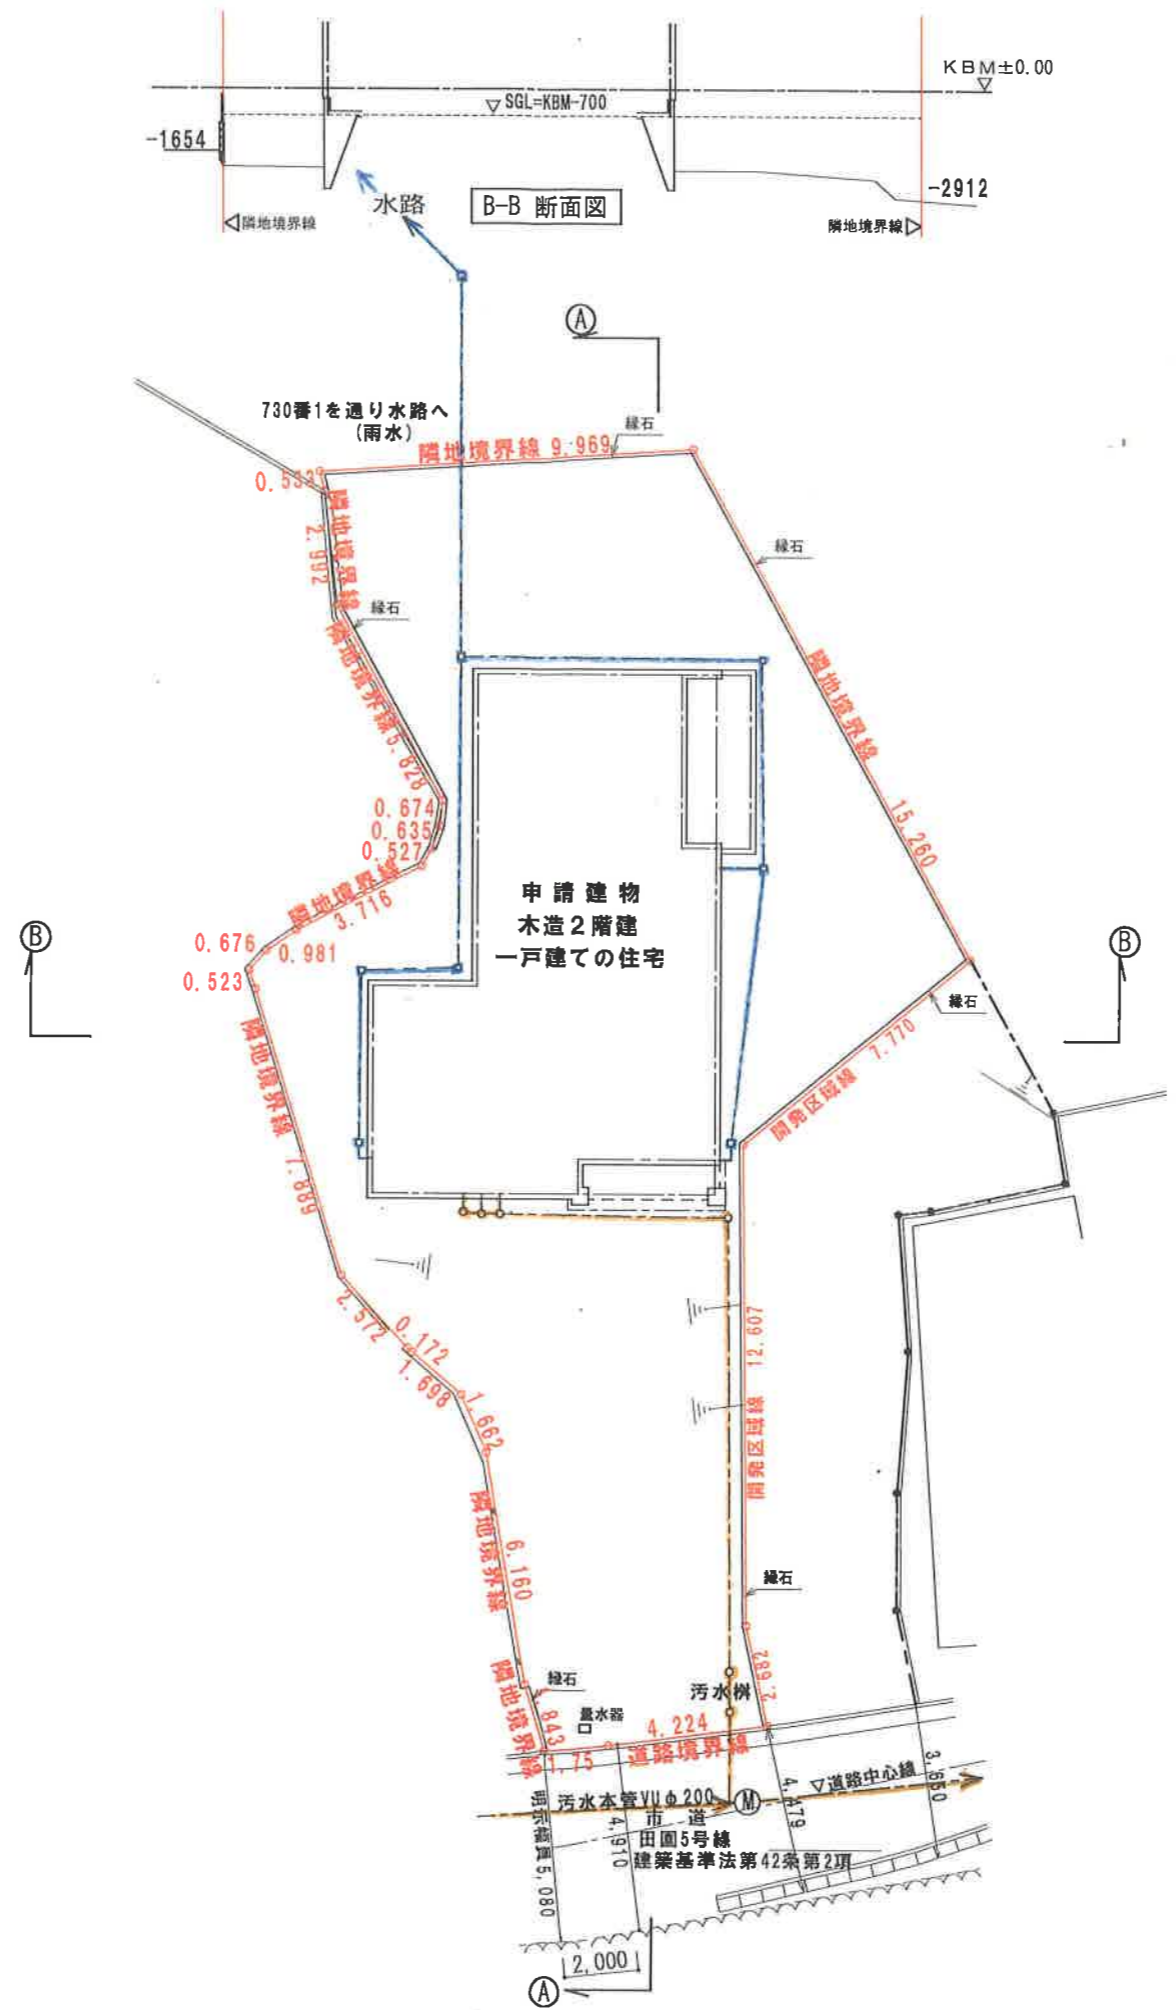 KBM±0.00
SGL=KBM-700
-1654
-2912
水路
B-B 断面図
隣地境界線
隣地境界線
A
730番1を通り水路へ
(雨水)
縁石
隣地境界線 9.969
0.533
隣地境界線
2.992
縁石
縁石
隣地境界線 5.828
隣地境界線 15.260
0.674
0.635
0.527
隣地境界線
3.716
申請建物
木造2階建
一戸建ての住宅
B
B
0.676
0.981
0.523
縁石
7.770
開発区域線
隣地境界線 7.689
2.572
0.172
1.698
1.662
12.607
開発区域線
隣地境界線
6.160
縁石
2.682
隣地境界線
縁石
汚水桝
量水器
4.224
道路境界線
1.75
汚水本管VUφ200
M
▽道路中心線
3,650
4,479
市道
田園5号線
建築基準法第42条第2項
4,910
明示幅員5,080
2,000
A